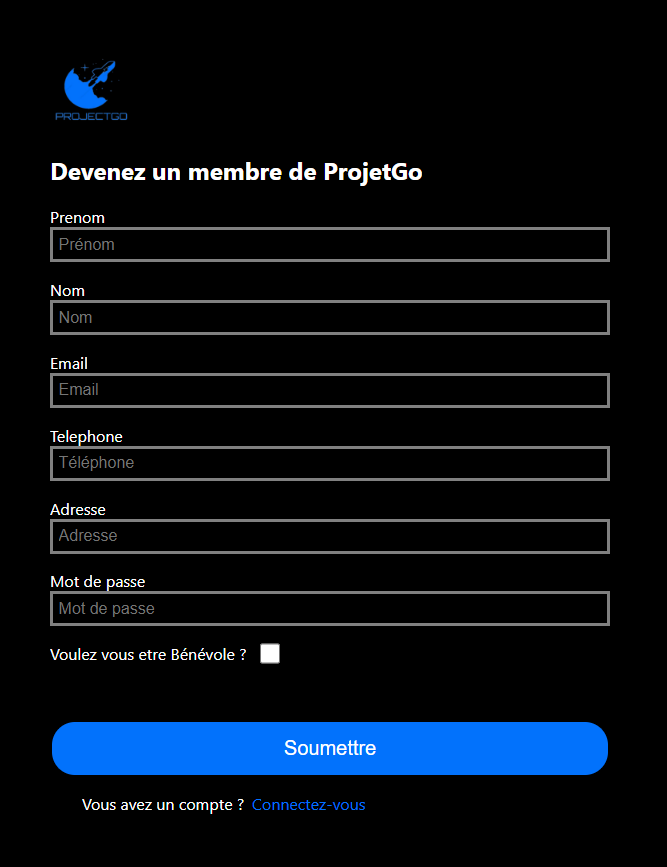 PROJECTGO
Devenez un membre de ProjetGo
Prenom
Prénom
Nom
Nom
Email
Email
Telephone
Téléphone
Adresse
Adresse
Mot de passe
Mot de passe
Voulez vous etre Bénévole ?
Soumettre
Vous avez un compte ? Connectez-vous